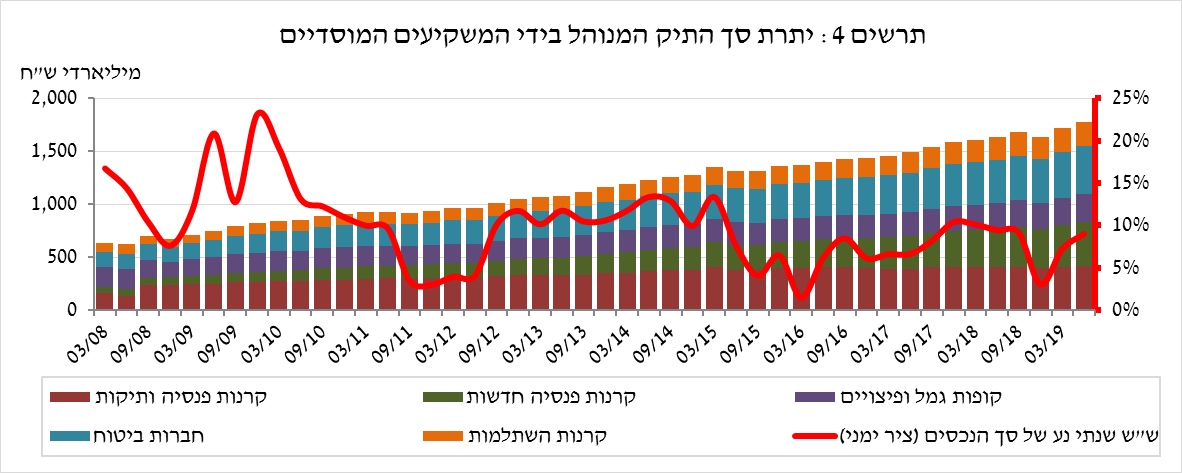 תרשים 4 : יתרת סך התיק המנוהל בידי המשקיעים המוסדיים
מיליארדי ש״ח
2,000 25%
20%
1,500
15%
1,000
10%
500
5%
0 0%
03/08 09/08 03/09 09/09 03/10 09/10 03/11 09/11 03/12 09/12 03/13 09/13 03/14 09/14 03/15 09/15 03/16 09/16 03/17 09/17 03/18 09/18 03/19
קרנות פנסיה ותיקות קרנות פנסיה חדשות קופות גמל ופיצויים
חברות ביטוח קרנות השתלמות ש״ש שנתי נע של סך הנכסים (ציר ימני)